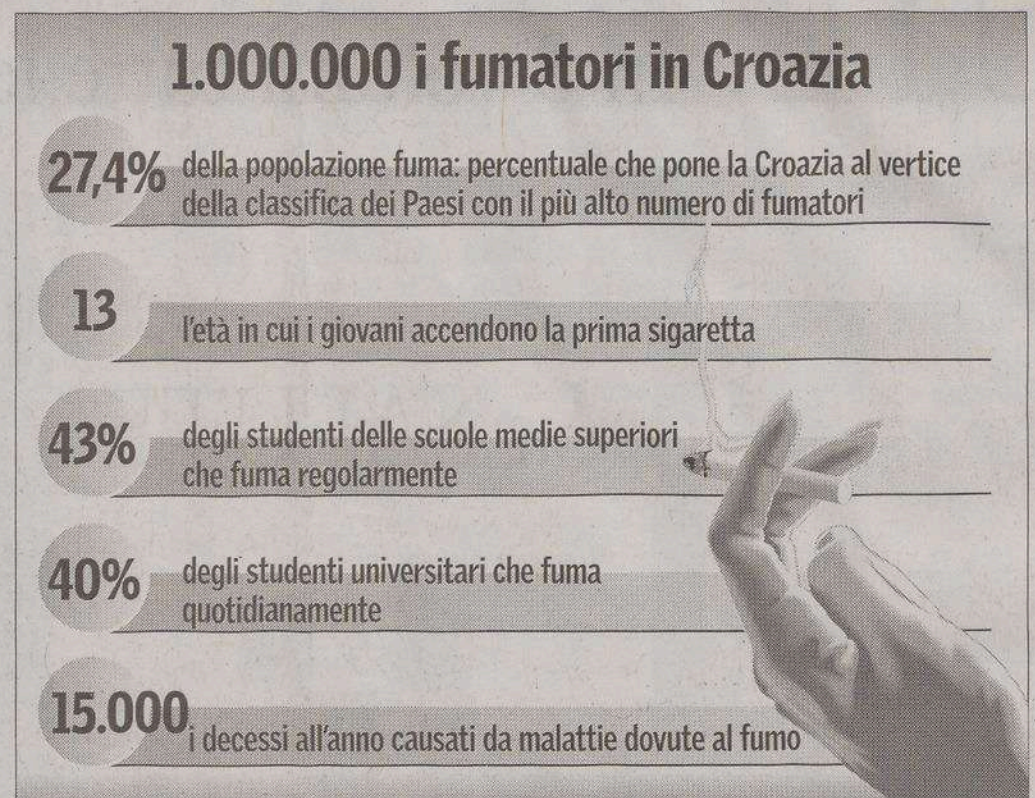 1.000.000 i fumatori in Croazia
27,4% della popolazione fuma: percentuale che pone la Croazia al vertice
della classifica dei Paesi con il più alto numero di fumatori
13
l'età in cui i giovani accendono la prima sigaretta
43% degli studenti delle scuole medie superiori
che fuma regolarmente
40% degli studenti universitari che fuma
quotidianamente
15.000 i decessi all'anno causati da malattie dovute al fumo